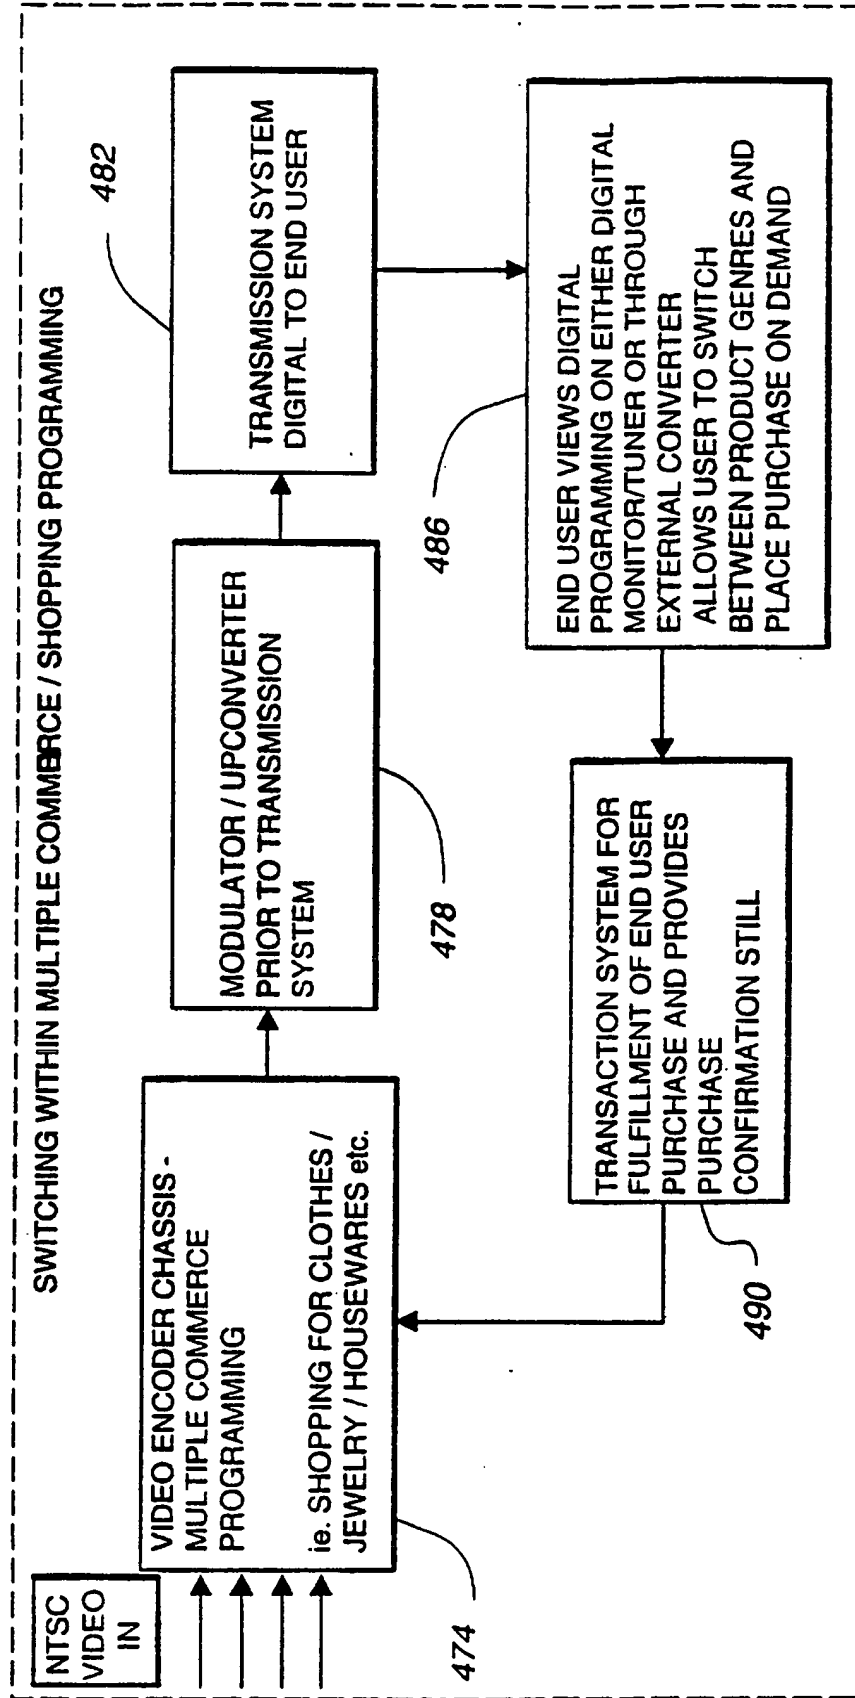 SWITCHING WITHIN MULTIPLE COMMERCE / SHOPPING PROGRAMMING
NTSC
VIDEO
IN
VIDEO ENCODER CHASSIS -
MULTIPLE COMMERCE
PROGRAMMING
ie. SHOPPING FOR CLOTHES /
JEWELRY / HOUSEWARES etc.
474
MODULATOR / UPCONVERTER
PRIOR TO TRANSMISSION
SYSTEM
478
TRANSMISSION SYSTEM
DIGITAL TO END USER
482
END USER VIEWS DIGITAL
PROGRAMMING ON EITHER DIGITAL
MONITOR/TUNER OR THROUGH
EXTERNAL CONVERTER
ALLOWS USER TO SWITCH
BETWEEN PRODUCT GENRES AND
PLACE PURCHASE ON DEMAND
486
TRANSACTION SYSTEM FOR
FULFILLMENT OF END USER
PURCHASE AND PROVIDES
PURCHASE
CONFIRMATION STILL
490